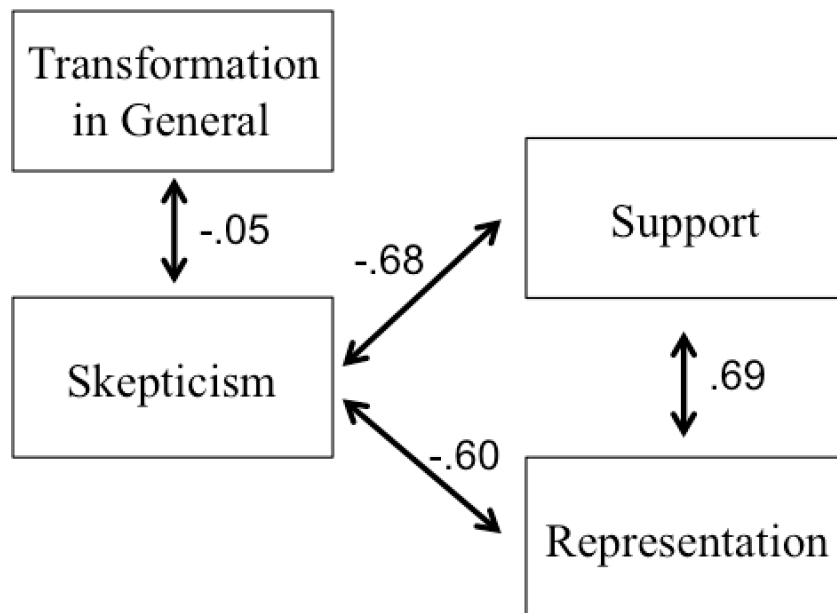 Transformation
in General
-.05
Support
-.68
Skepticism
.69
-.60
Representation